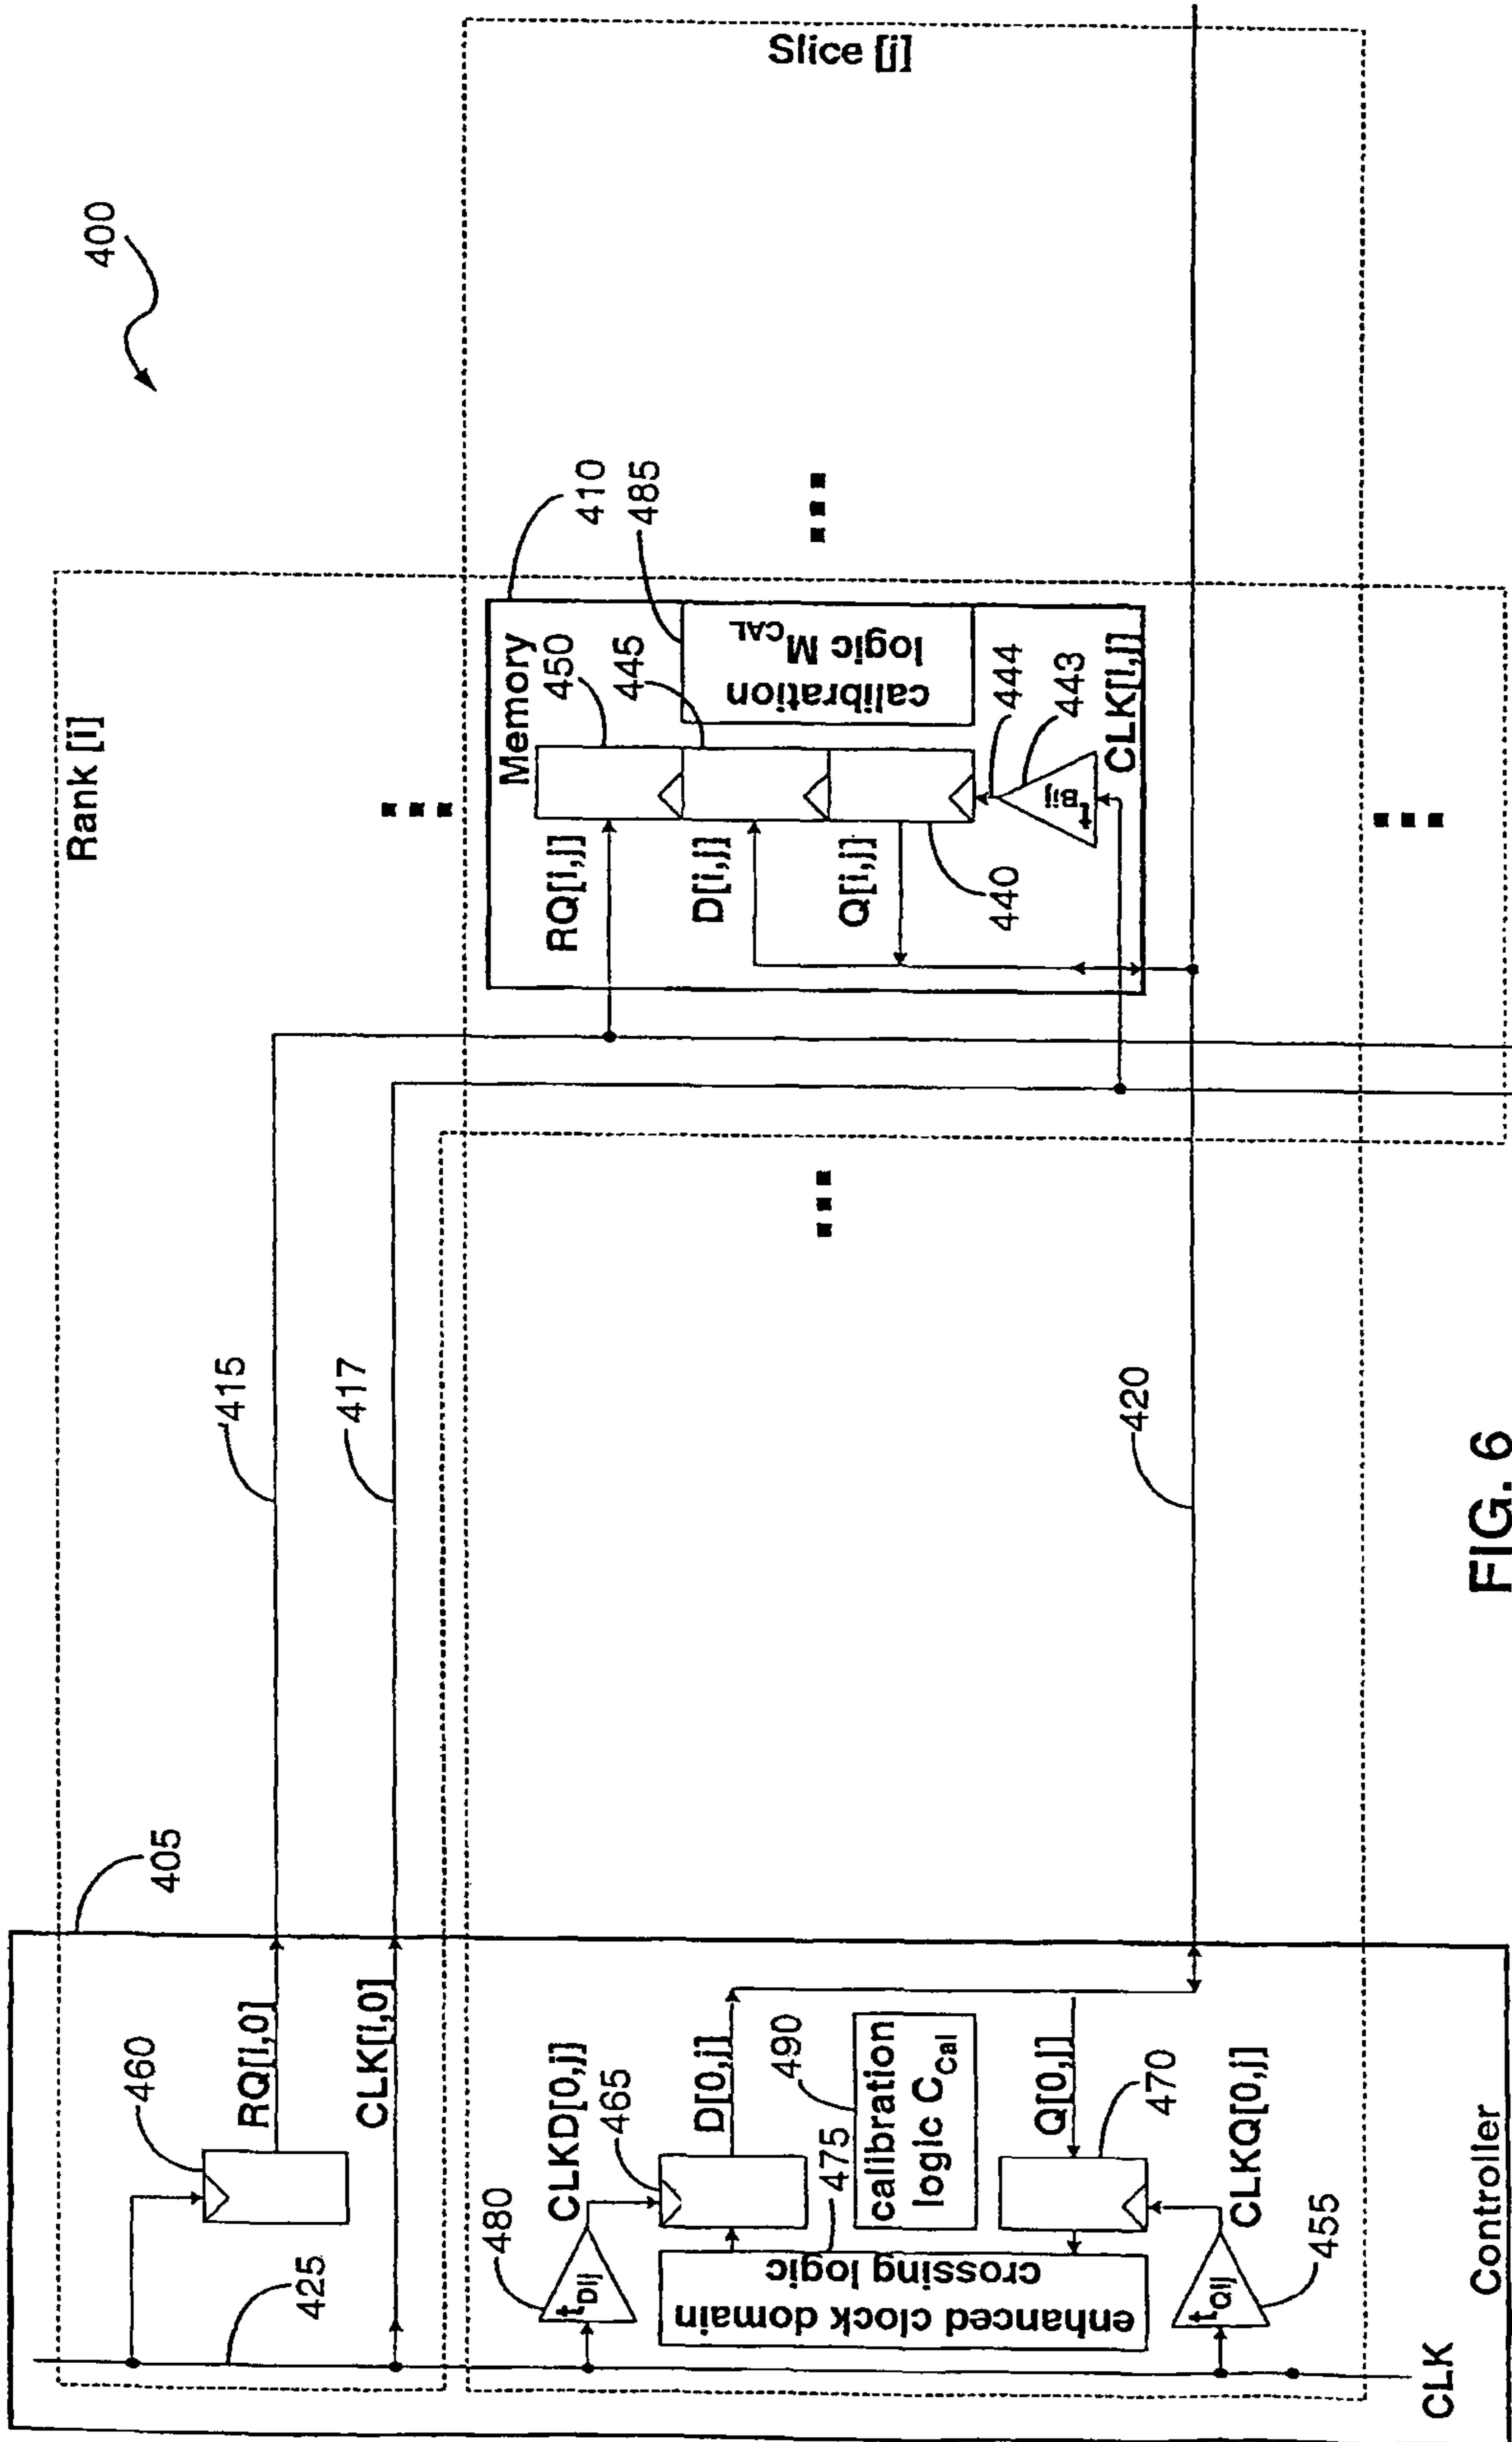 400
Rank [i]
Slice [j]
415
417
405
410
485
Memory
450
445
RQ[i,j]
D[i,j]
Q[i,j]
calibration
logic M_CAL
440
444
443
t_Bij
CLK[i,j]
420
460
RQ[i,0]
CLK[i,0]
425
480
t_Dij
CLKD[0,j]
465
D[0,j]
490
475
calibration
logic C_Cal
enhanced clock domain
crossing logic
Q[0,j]
470
t_Qij
CLKQ[0,j]
455
Controller
CLK
FIG. 6